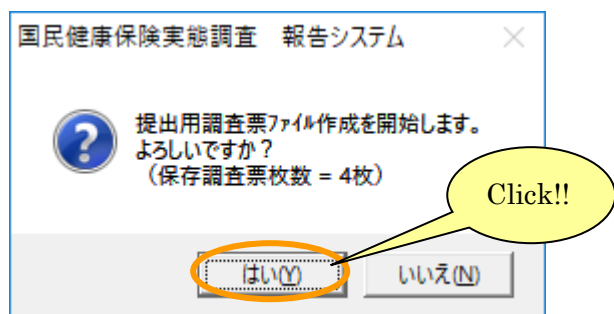 国民健康保険実態調査　報告システム
提出用調査票ﾌｧｲﾙ作成を開始します。
よろしいですか？
（保存調査票枚数 = 4枚）
Click!!
はい(Y)
いいえ(N)